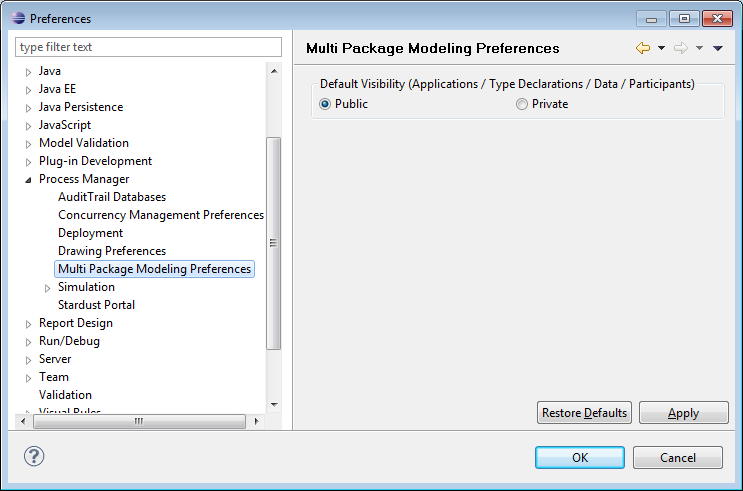 Preferences
type filter text
Java
Java EE
Java Persistence
JavaScript
Model Validation
Plug-in Development
Process Manager
AuditTrail Databases
Concurrency Management Preferences
Deployment
Drawing Preferences
Multi Package Modeling Preferences
Simulation
Stardust Portal
Report Design
Run/Debug
Server
Team
Validation
Visual Rules
Multi Package Modeling Preferences
Default Visibility (Applications / Type Declarations / Data / Participants)
Public Private
Restore Defaults Apply
? OK Cancel